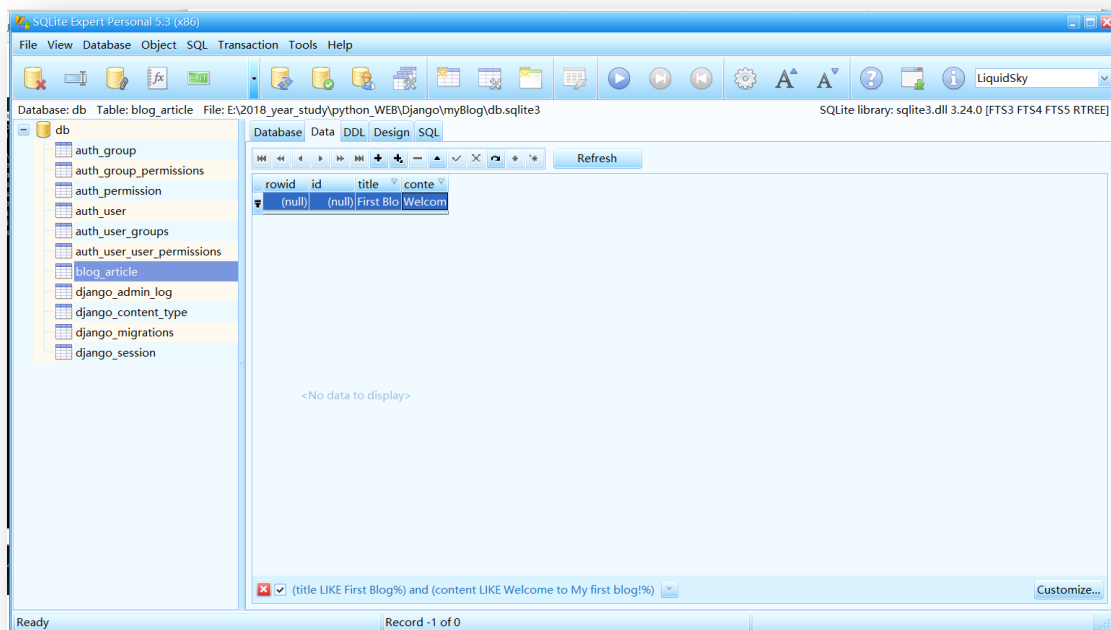 SQLite Expert Personal 5.3 (x86)
File View Database Object SQL Transaction Tools Help
LiquidSky
Database: db Table: blog_article File: E:\2018_year_study\python_WEB\Django\myBlog\db.sqlite3 SQLite library: sqlite3.dll 3.24.0 [FTS3 FTS4 FTS5 RTREE]
db
auth_group
auth_group_permissions
auth_permission
auth_user
auth_user_groups
auth_user_user_permissions
blog_article
django_admin_log
django_content_type
django_migrations
django_session
Database Data DDL Design SQL
Refresh
rowid id title conte
(null) (null) First Blo Welcom
<No data to display>
(title LIKE First Blog%) and (content LIKE Welcome to My first blog!%)
Customize...
Ready Record -1 of 0